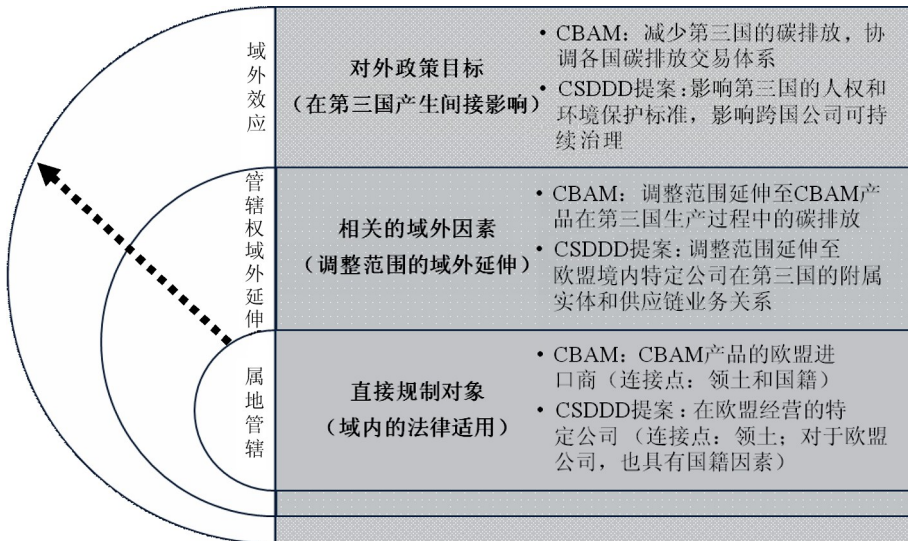 域外效应
对外政策目标
（在第三国产生间接影响）
• CBAM：减少第三国的碳排放，协
调各国碳排放交易体系
• CSDDD提案：影响第三国的人权和
环境保护标准，影响跨国公司可持
续治理
管辖权域外延伸
相关的域外因素
（调整范围的域外延伸）
• CBAM：调整范围延伸至CBAM产
品在第三国生产过程中的碳排放
• CSDDD提案：调整范围延伸至
欧盟境内特定公司在第三国的附属
实体和供应链业务关系
属地管辖
直接规制对象
（域内的法律适用）
• CBAM：CBAM产品的欧盟进
口商（连接点：领土和国籍）
• CSDDD提案：在欧盟经营的特
定公司（连接点：领土；对于欧盟
公司，也具有国籍因素）